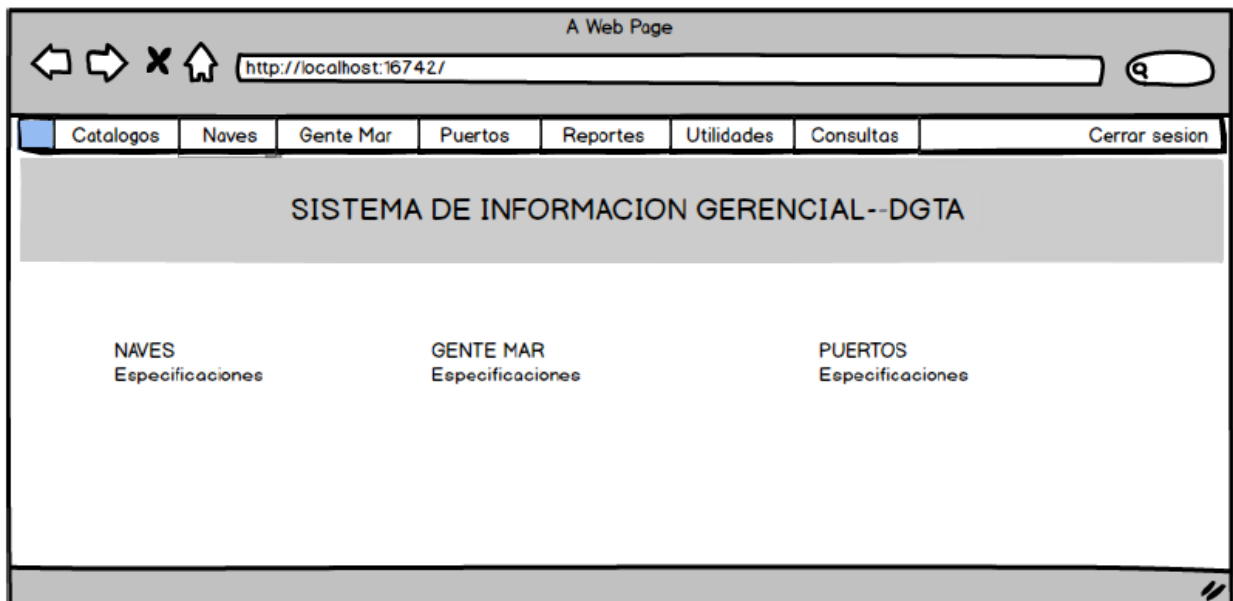 A Web Page
http://localhost:16742/
Catalogos Naves Gente Mar Puertos Reportes Utilidades Consultas Cerrar sesion
SISTEMA DE INFORMACION GERENCIAL--DGTA
NAVES GENTE MAR PUERTOS
Especificaciones Especificaciones Especificaciones